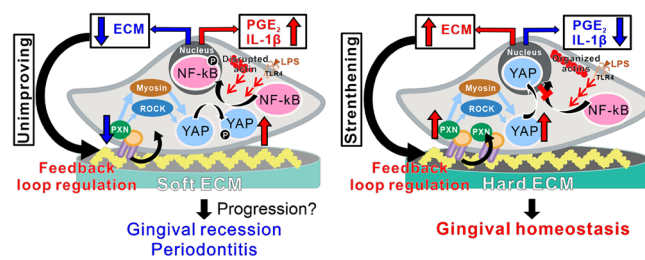 ECM
PGE₂
IL-1β
Nucleus
P
Disrupted
actin
LPS
TLR4
NF-kB
NF-kB
Unimproving
Myosin
ROCK
PXN
YAP
YAP
P
Feedback
loop regulation
Soft ECM
Progression?
Gingival recession
Periodontitis
ECM
PGE₂
IL-1β
Nucleus
YAP
Organized
actins
LPS
TLR4
NF-kB
Strenthening
Myosin
ROCK
PXN
PXN
YAP
Feedback
loop regulation
Hard ECM
Gingival homeostasis